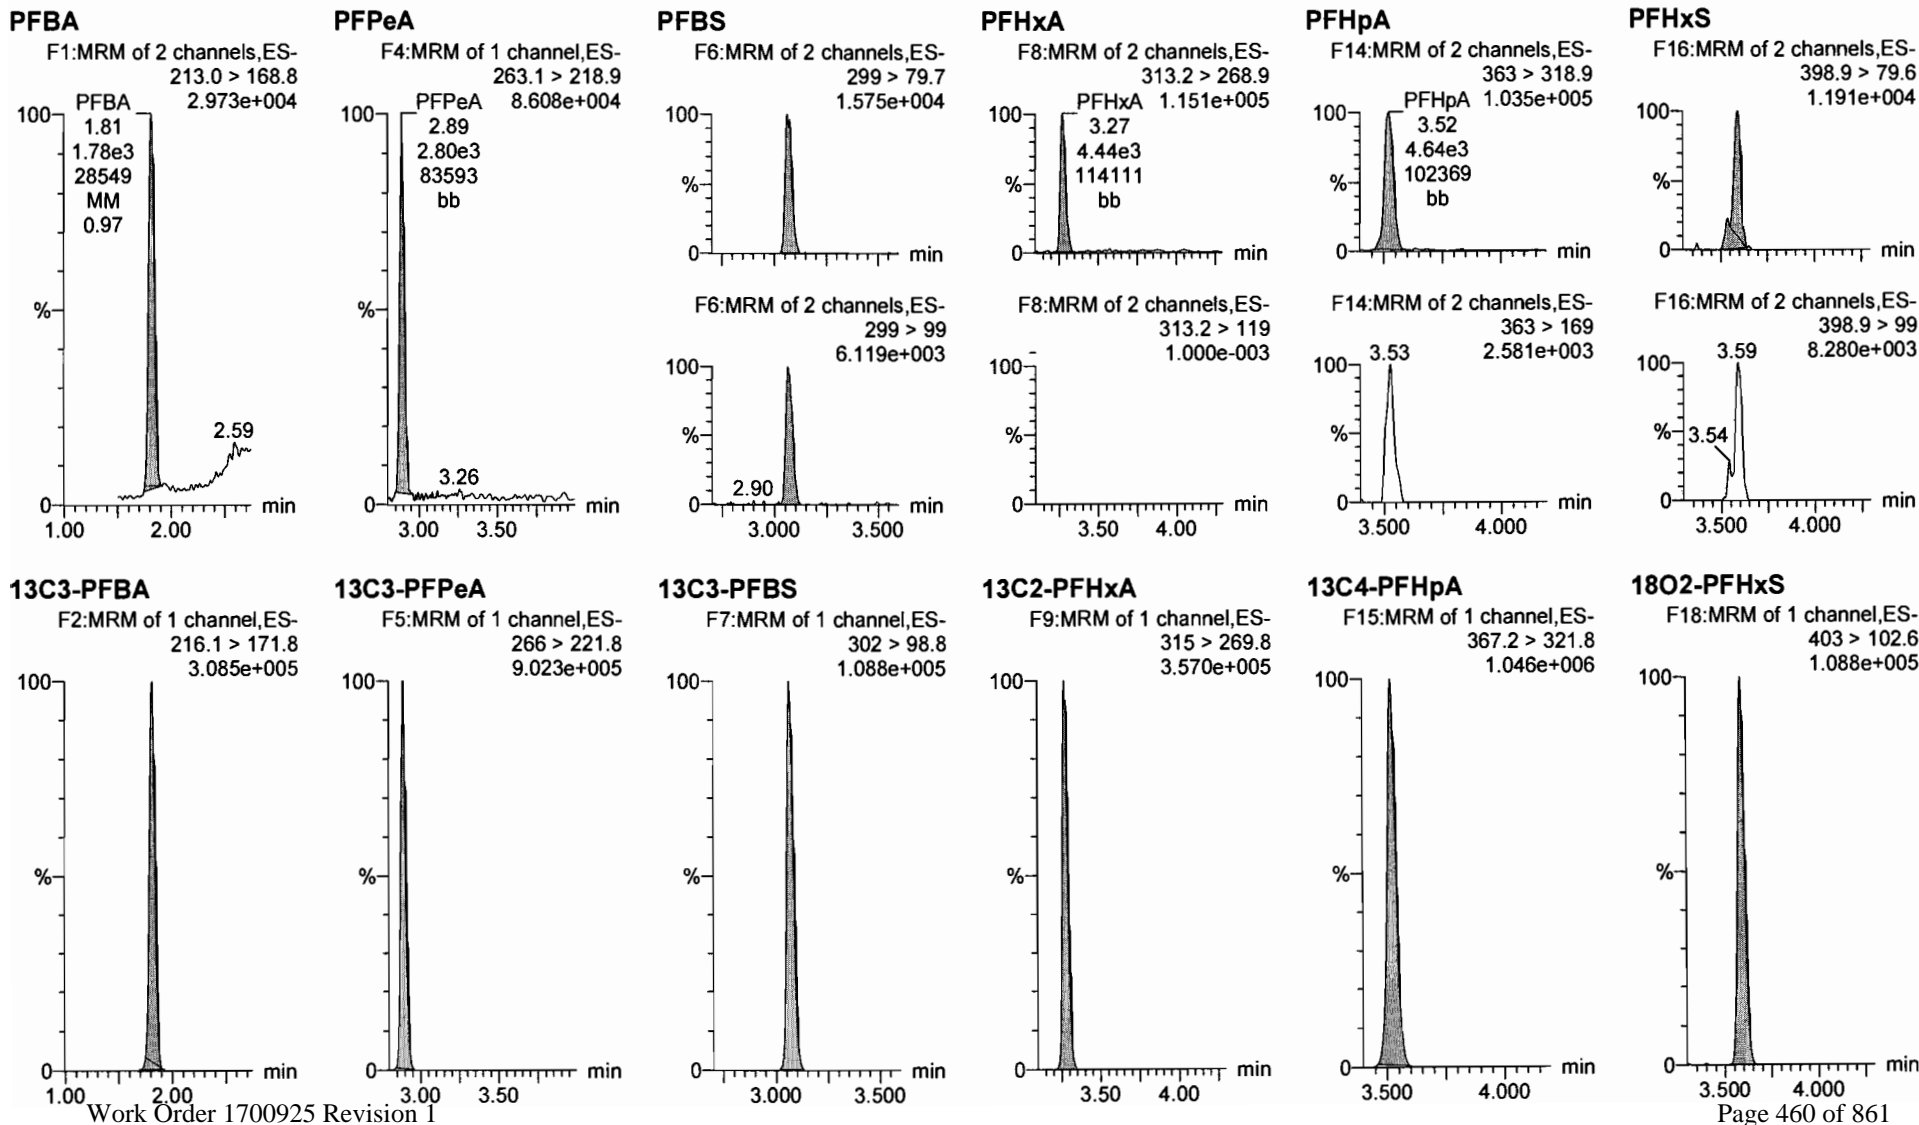 PFBA
F1:MRM of 2 channels,ES-
213.0 > 168.8
2.973e+004
100
PFBA
1.81
1.78e3
28549
MM
0.97
%
2.59
0
min
1.00
2.00
PFPeA
F4:MRM of 1 channel,ES-
263.1 > 218.9
8.608e+004
100
PFPeA
2.89
2.80e3
83593
bb
%
3.26
0
min
3.00
3.50
PFBS
F6:MRM of 2 channels,ES-
299 > 79.7
1.575e+004
100
%
0
min
F6:MRM of 2 channels,ES-
299 > 99
6.119e+003
100
%
2.90
0
min
3.000
3.500
PFHxA
F8:MRM of 2 channels,ES-
313.2 > 268.9
1.151e+005
100
PFHxA
3.27
4.44e3
114111
bb
%
0
min
F8:MRM of 2 channels,ES-
313.2 > 119
1.000e-003
100
%
0
min
3.50
4.00
PFHpA
F14:MRM of 2 channels,ES-
363 > 318.9
1.035e+005
100
PFHpA
3.52
4.64e3
102369
bb
%
0
min
F14:MRM of 2 channels,ES-
363 > 169
2.581e+003
3.53
100
%
0
min
3.500
4.000
PFHxS
F16:MRM of 2 channels,ES-
398.9 > 79.6
1.191e+004
100
%
0
min
F16:MRM of 2 channels,ES-
398.9 > 99
8.280e+003
3.59
100
%
3.54
0
min
3.500
4.000
13C3-PFBA
F2:MRM of 1 channel,ES-
216.1 > 171.8
3.085e+005
100
%
0
min
1.00
2.00
13C3-PFPeA
F5:MRM of 1 channel,ES-
266 > 221.8
9.023e+005
100
%
0
min
3.00
3.50
13C3-PFBS
F7:MRM of 1 channel,ES-
302 > 98.8
1.088e+005
100
%
0
min
3.000
3.500
13C2-PFHxA
F9:MRM of 1 channel,ES-
315 > 269.8
3.570e+005
100
%
0
min
3.50
4.00
13C4-PFHpA
F15:MRM of 1 channel,ES-
367.2 > 321.8
1.046e+006
100
%
0
min
3.500
4.000
18O2-PFHxS
F18:MRM of 1 channel,ES-
403 > 102.6
1.088e+005
100
%
0
min
3.500
4.000
Work Order 1700925 Revision 1
Page 460 of 861